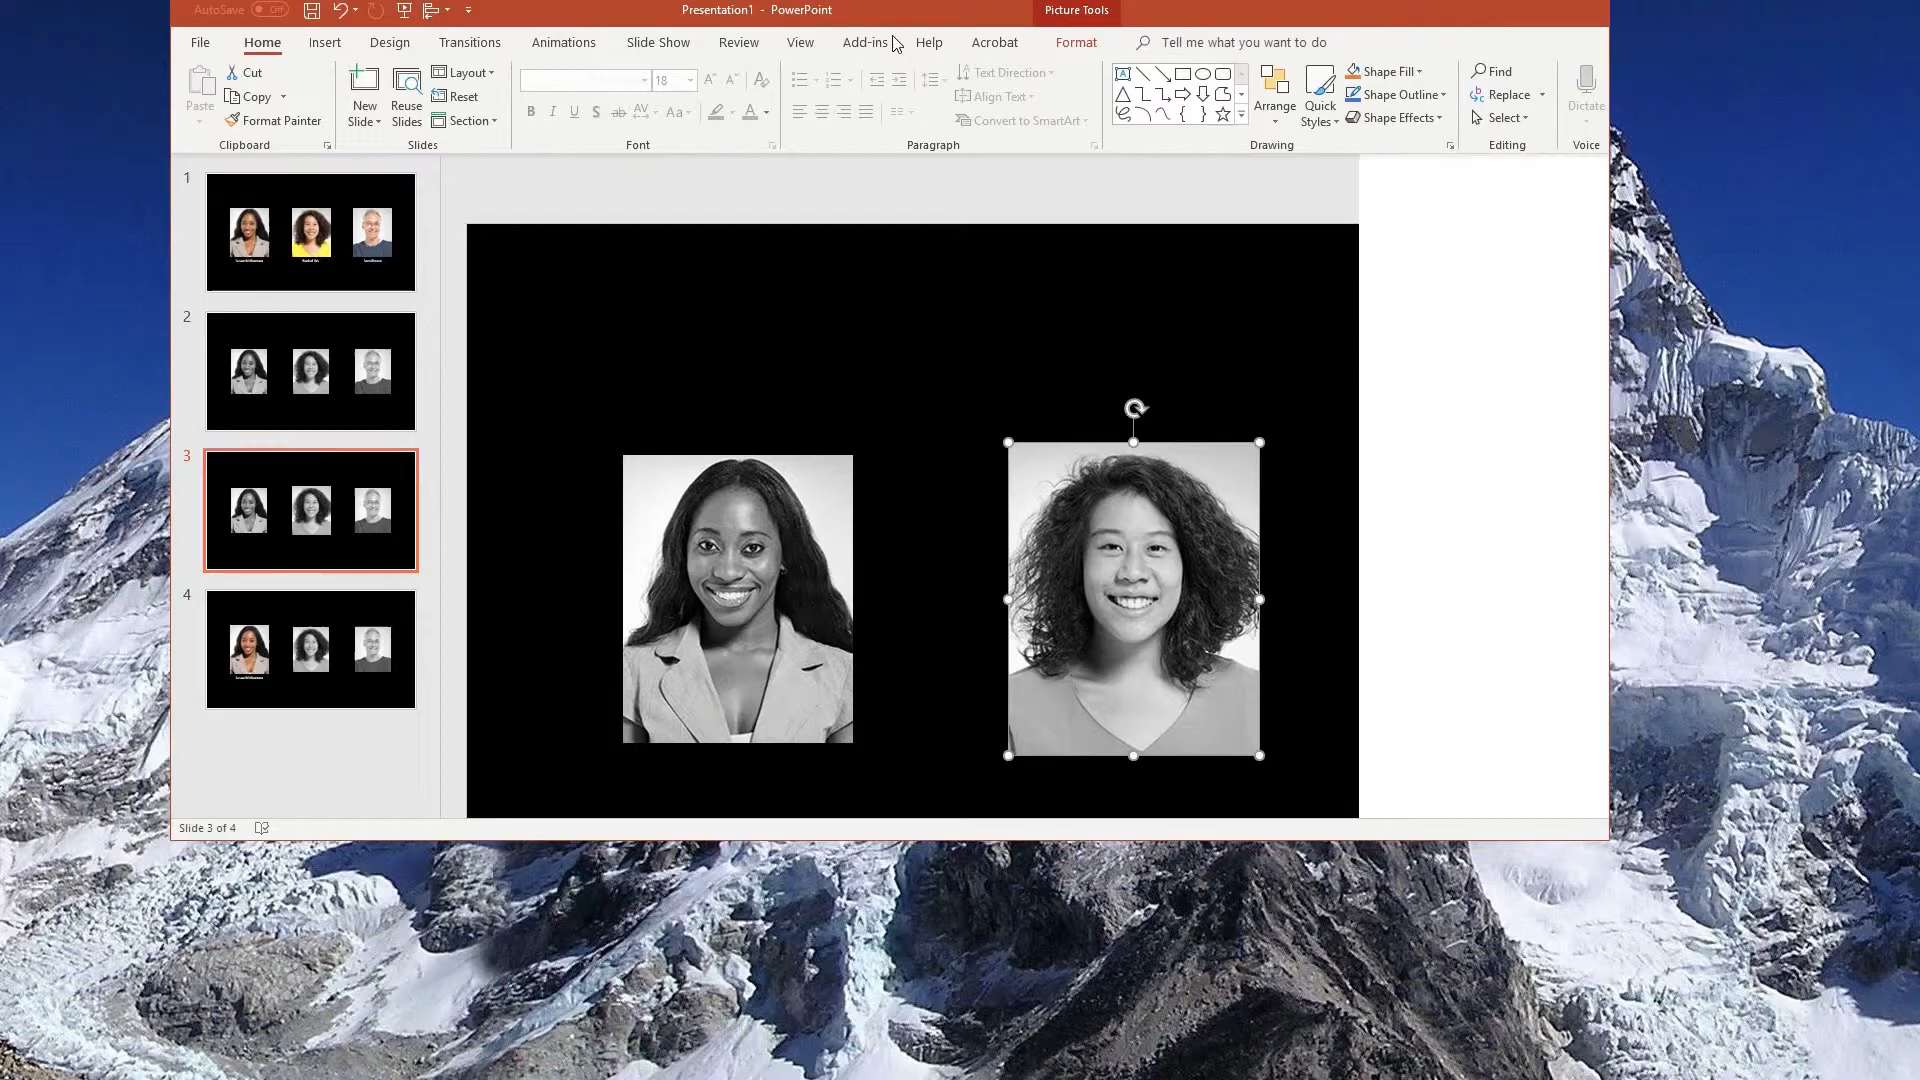 AutoSave Off Presentation1 - PowerPoint Picture Tools
File Home Insert Design Transitions Animations Slide Show Review View Add-ins Help Acrobat Format Tell me what you want to do
Paste
Cut
Copy
Format Painter
Clipboard
New
Slide
Reuse
Slides
Layout
Reset
Section
Slides
18
Aa
B I U S ab AV Aa A
Font
Text Direction
Align Text
Convert to SmartArt
Paragraph
Arrange
Quick
Styles
Shape Fill
Shape Outline
Shape Effects
Drawing
Find
Replace
Select
Editing
Dictate
Voice
1
2
3
4
Slide 3 of 4